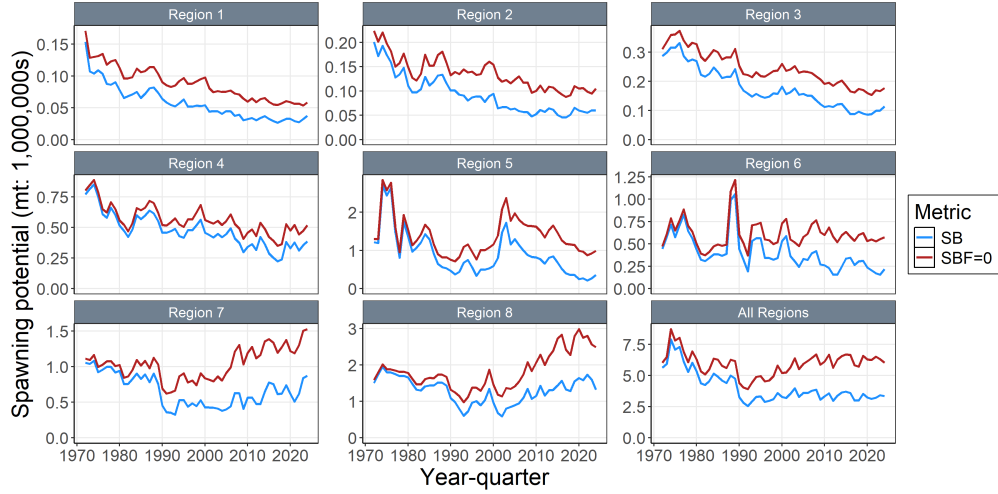 Region 1
Region 2
Region 3
0.15
0.10
0.05
0.00
0.20
0.15
0.10
0.05
0.00
0.3
0.2
0.1
0.0
Region 4
Region 5
Region 6
0.75
0.50
0.25
0.00
2
1
0
1.25
1.00
0.75
0.50
0.25
0.00
Region 7
Region 8
All Regions
1.5
1.0
0.5
0.0
3
2
1
0
7.5
5.0
2.5
0.0
1970 1980 1990 2000 2010 2020
1970 1980 1990 2000 2010 2020
1970 1980 1990 2000 2010 2020
Spawning potential (mt: 1,000,000s)
Year-quarter
Metric
SB
SBF=0